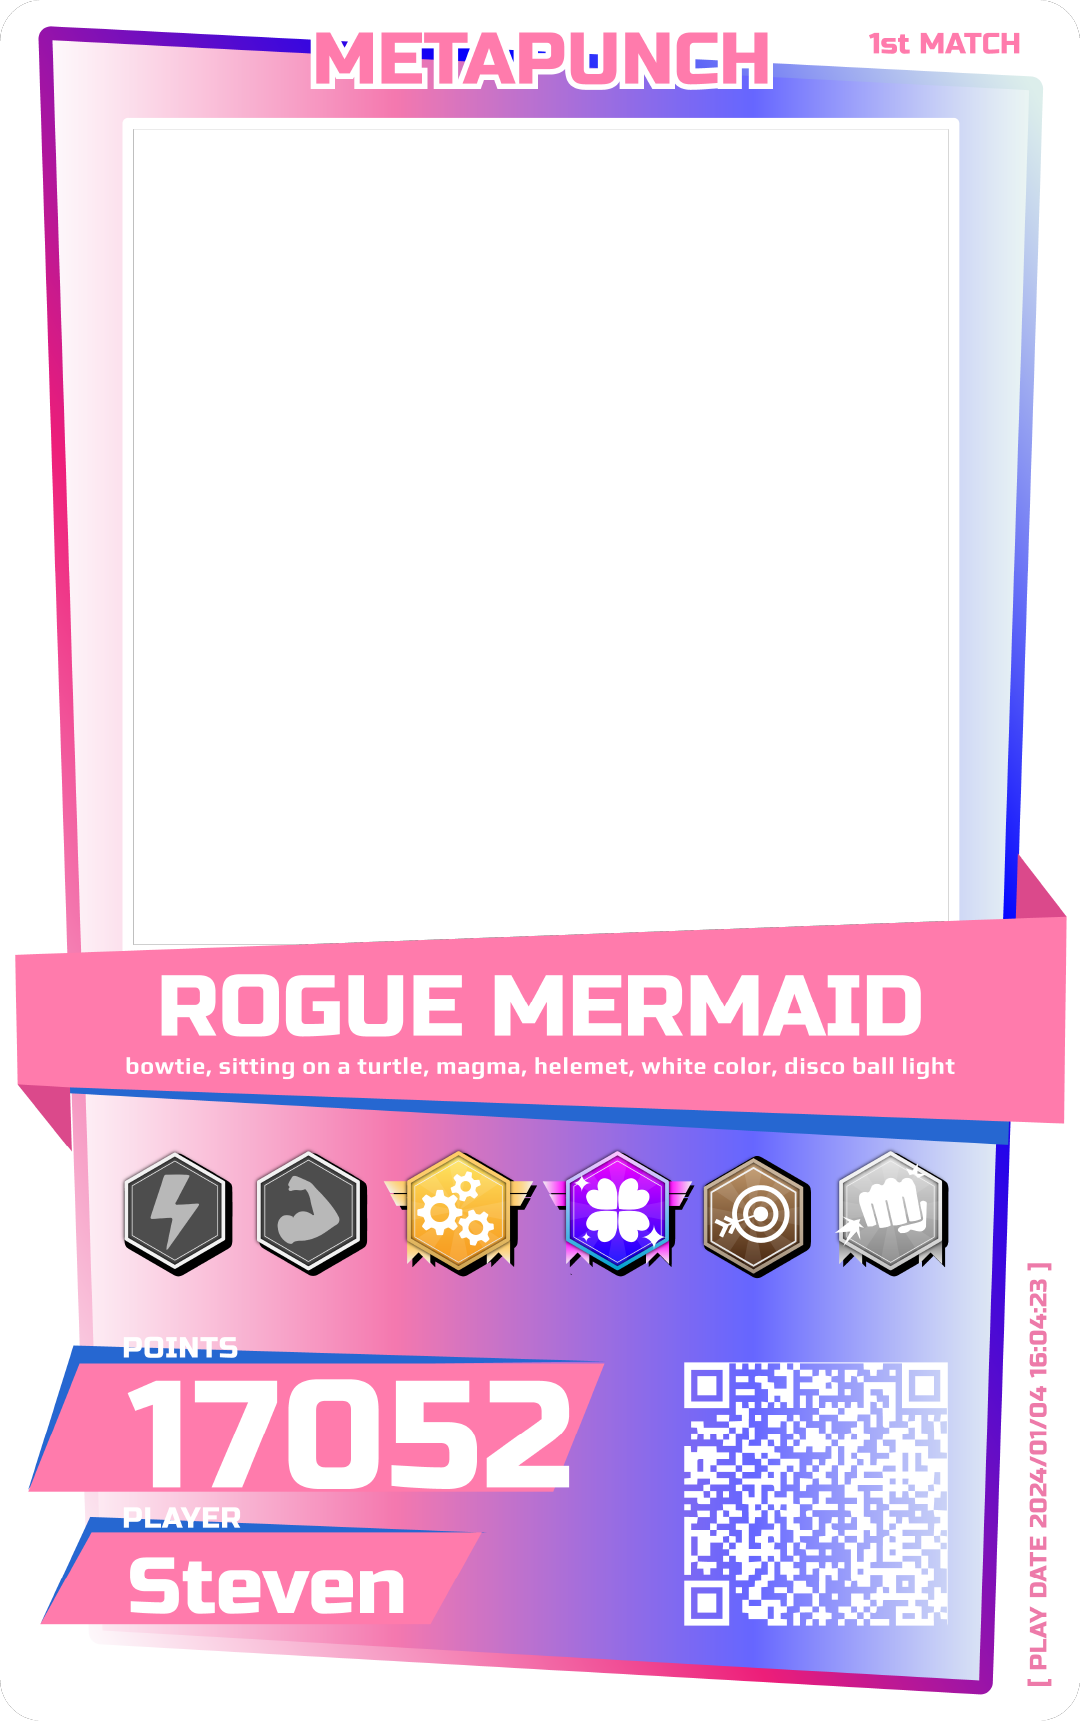 METAPUNCH
1st MATCH
ROGUE MERMAID
bowtie, sitting on a turtle, magma, helemet, white color, disco ball light
POINTS
17052
PLAYER
Steven
[ PLAY DATE 2024/01/04 16:04:23 ]